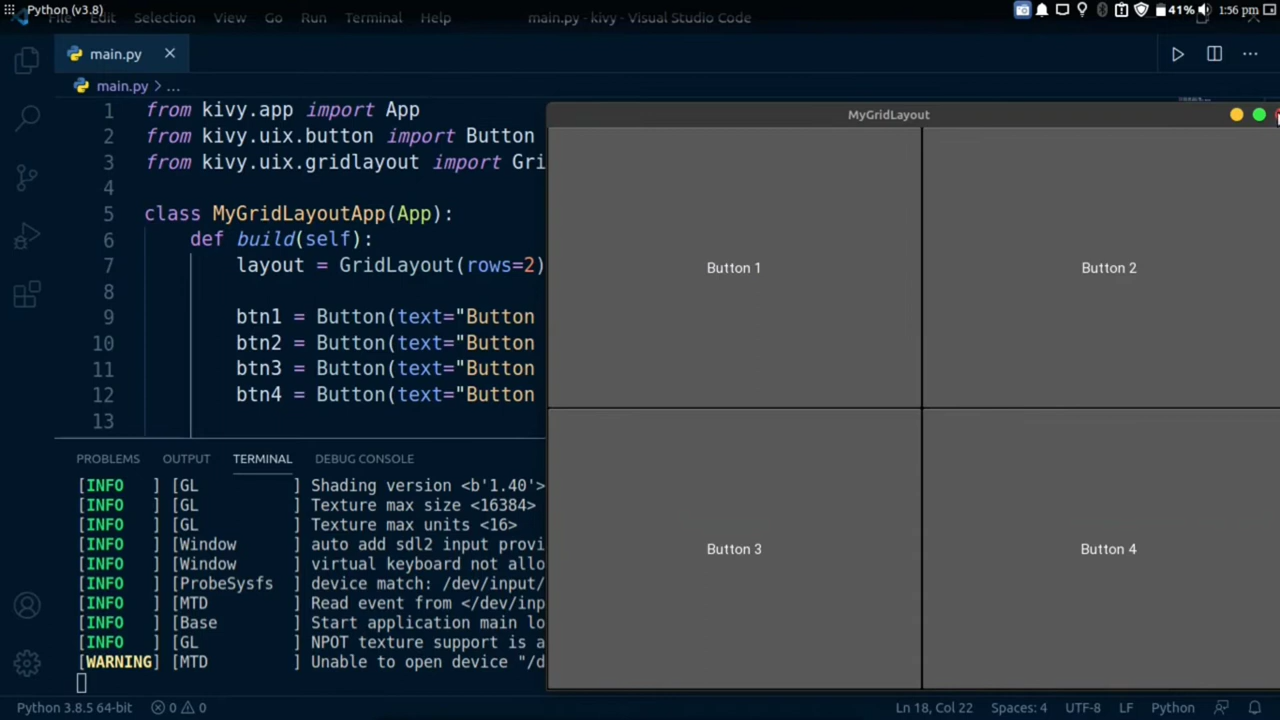 Python (v3.8)
41%
1:56 pm
File Edit Selection View Go Run Terminal Help
main.py - kivy - Visual Studio Code
main.py
main.py > ...
1 from kivy.app import App
2 from kivy.uix.button import Button
3 from kivy.uix.gridlayout import Gri
4
5 class MyGridLayoutApp(App):
6 def build(self):
7 layout = GridLayout(rows=2)
8
9 btn1 = Button(text="Button
10 btn2 = Button(text="Button
11 btn3 = Button(text="Button
12 btn4 = Button(text="Button
13
MyGridLayout
Button 1
Button 2
Button 3
Button 4
PROBLEMS OUTPUT TERMINAL DEBUG CONSOLE
[INFO ] [GL ] Shading version <b'1.40'>
[INFO ] [GL ] Texture max size <16384>
[INFO ] [GL ] Texture max units <16>
[INFO ] [Window ] auto add sdl2 input provi
[INFO ] [Window ] virtual keyboard not allo
[INFO ] [ProbeSysfs ] device match: /dev/input/
[INFO ] [MTD ] Read event from </dev/inp
[INFO ] [Base ] Start application main lo
[INFO ] [GL ] NPOT texture support is a
[WARNING] [MTD ] Unable to open device "/d
Python 3.8.5 64-bit 0 0 Ln 18, Col 22 Spaces: 4 UTF-8 LF Python